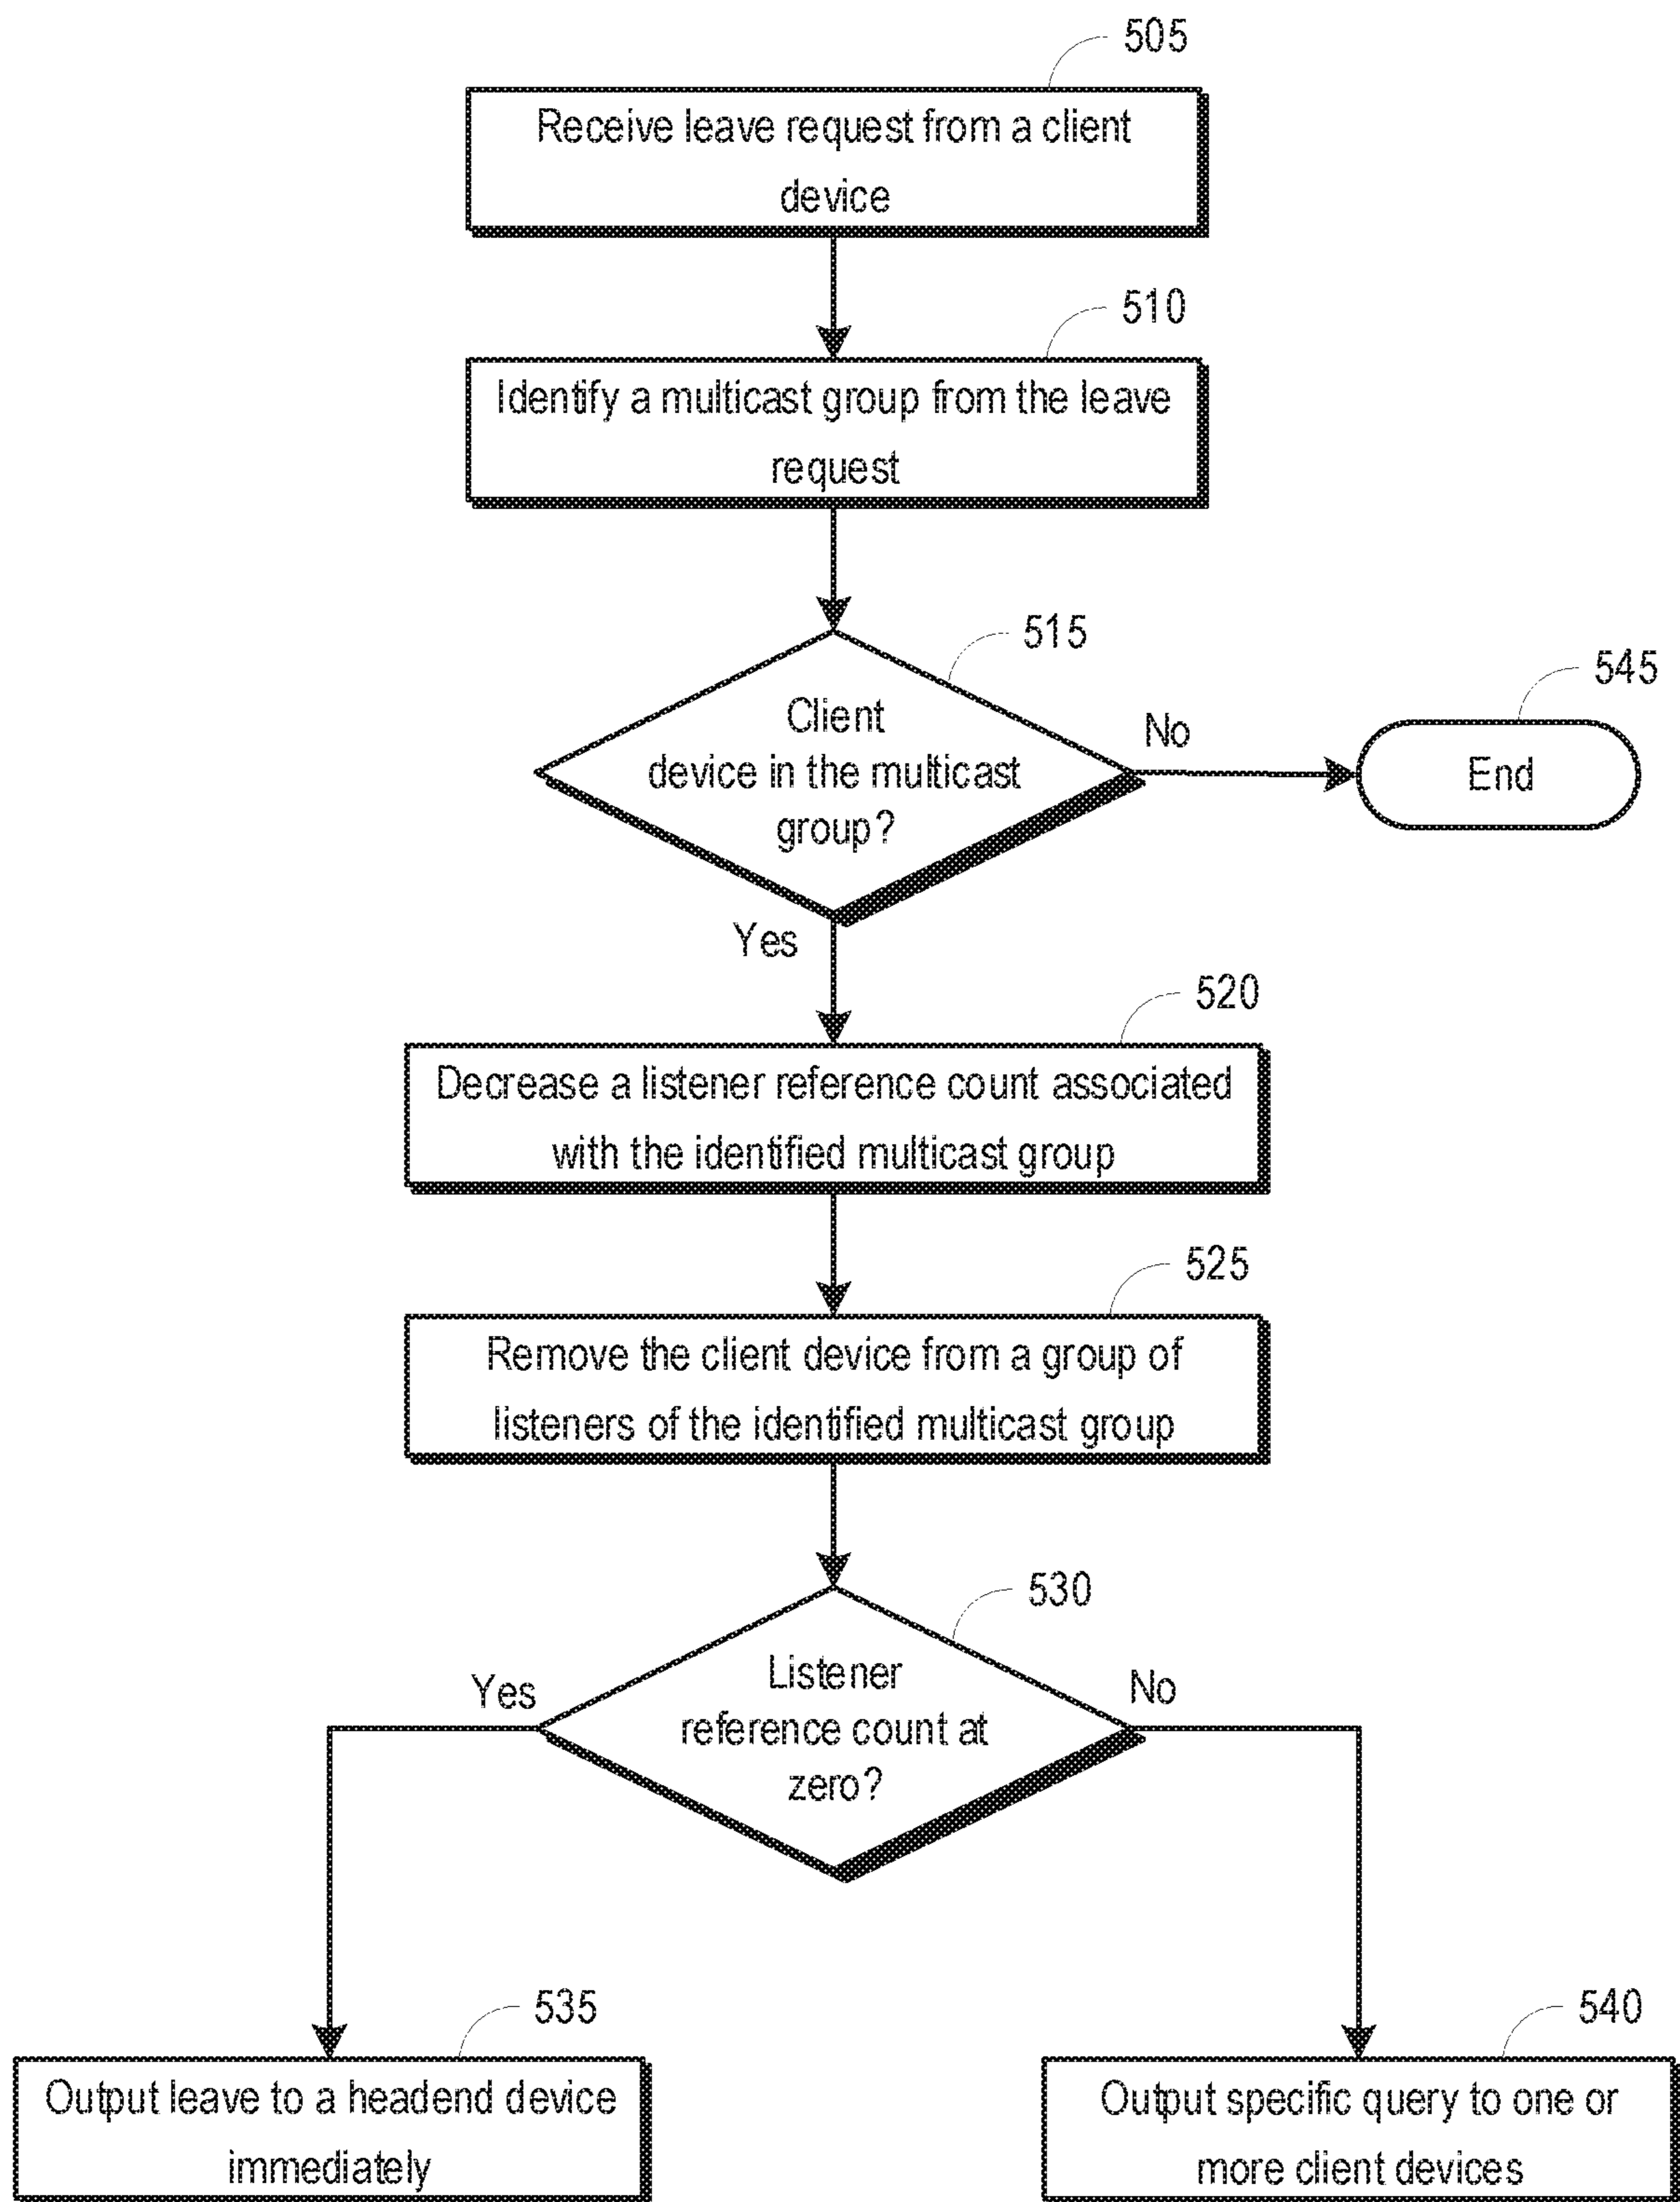 505
Receive leave request from a client
device
510
Identify a multicast group from the leave
request
515
Client
device in the multicast
group?
No
545
End
Yes
520
Decrease a listener reference count associated
with the identified multicast group
525
Remove the client device from a group of
listeners of the identified multicast group
530
Listener
reference count at
zero?
Yes
No
535
Output leave to a headend device
immediately
540
Output specific query to one or
more client devices